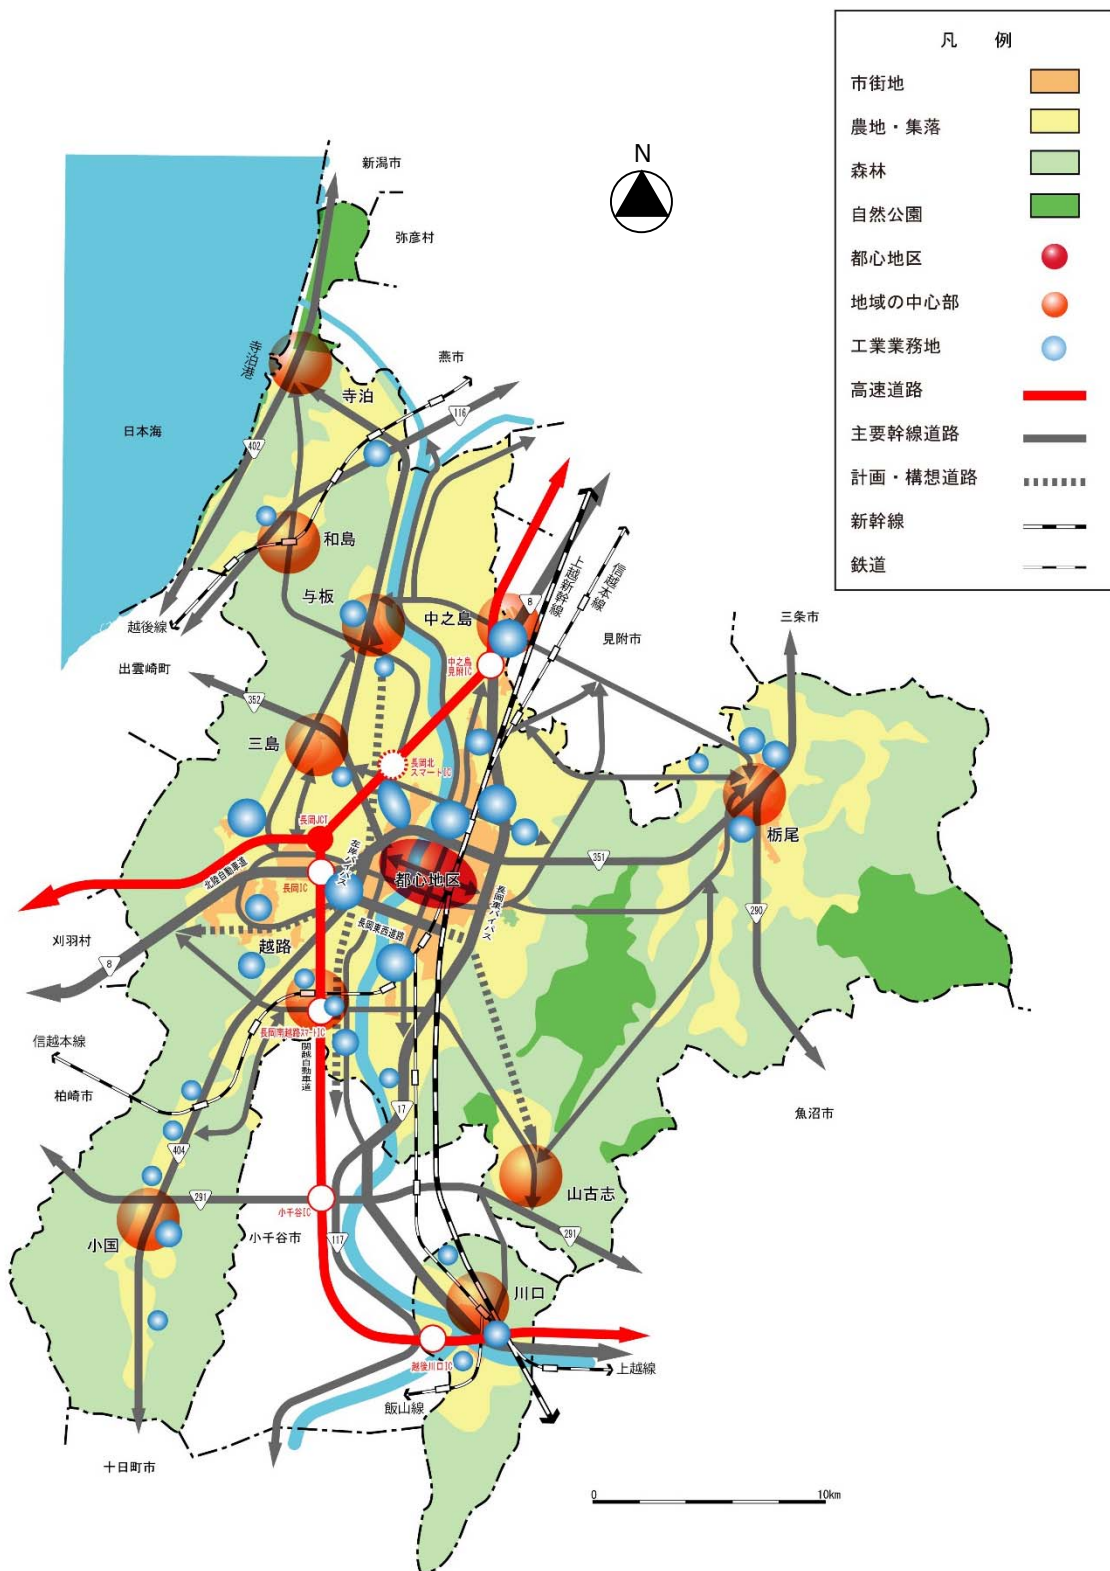 凡 例
市街地
農地・集落
森林
自然公園
都心地区
地域の中心部
工業業務地
高速道路
主要幹線道路
計画・構想道路
新幹線
鉄道
N
新潟市
弥彦村
燕市
寺泊港
寺泊
116
日本海
402
和島
与板
中之島
8
上越新幹線
信越本線
見附市
三条市
越後線
出雲崎町
中之島
見附IC
352
三島
長岡北
スマートIC
長岡JCT
栃尾
左岸バイパス
351
北陸自動車道
都心地区
長岡IC
長岡東バイパス
290
刈羽村
越路
長岡東西道路
8
長岡南越路スマートIC
信越本線
関越自動車道
柏崎市
17
魚沼市
404
山古志
291
小千谷IC
小国
小千谷市
117
291
川口
越後川口IC
上越線
飯山線
十日町市
0
10km